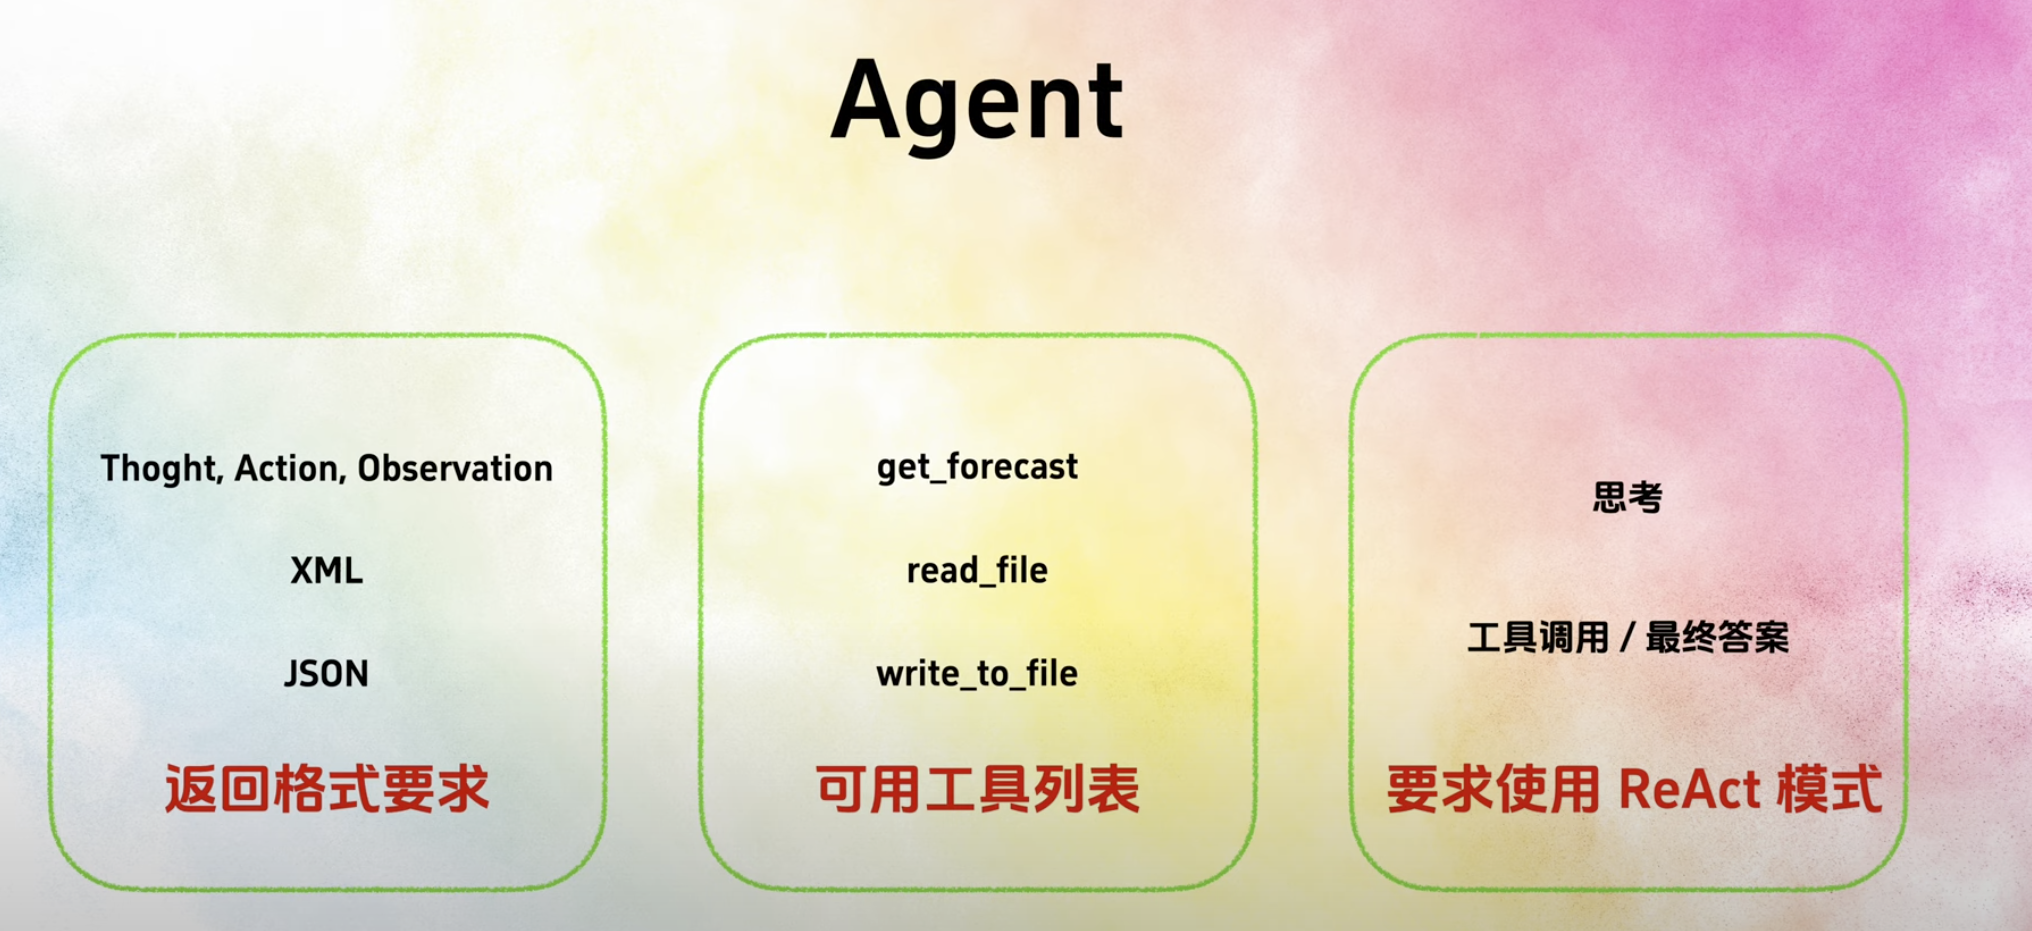 Agent
Thoght, Action, Observation
XML
JSON
返回格式要求
get_forecast
read_file
write_to_file
可用工具列表
思考
工具调用 / 最终答案
要求使用 ReAct 模式